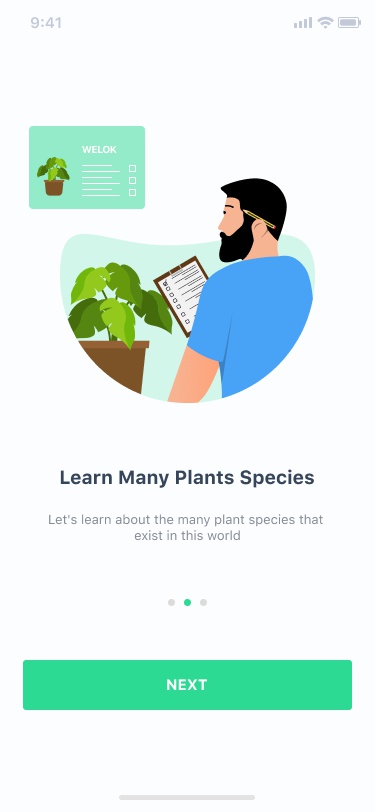 9:41
WELOK
Learn Many Plants Species
Let's learn about the many plant species that
exist in this world
NEXT